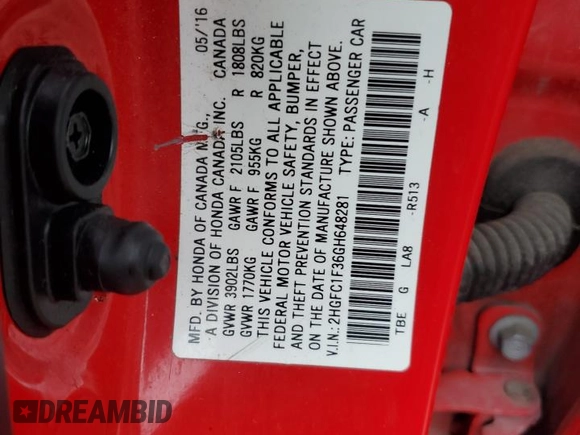 MFD. BY HONDA OF CANADA MFG., 05/'16
A DIVISION OF HONDA CANADA INC. CANADA
GVWR 3902LBS GAWR F 2105LBS R 1808LBS
GVWR 1770KG GAWR F 955KG R 820KG
THIS VEHICLE CONFORMS TO ALL APPLICABLE
FEDERAL MOTOR VEHICLE SAFETY, BUMPER,
AND THEFT PREVENTION STANDARDS IN EFFECT
ON THE DATE OF MANUFACTURE SHOWN ABOVE.
V.I.N.: 2HGFC1F36GH648281 TYPE: PASSENGER CAR
TBE G LA8 -R513 -A -H
DREAMBID